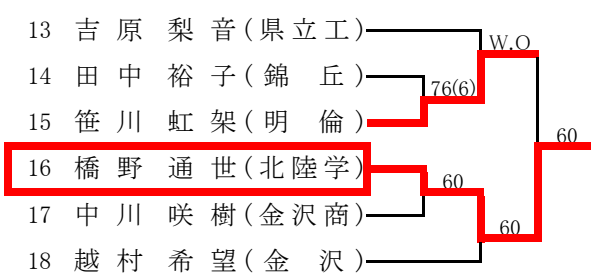 13 吉原 梨音(県立工)
W.O
14 田中 裕子(錦 丘)
76(6)
15 笹川 虹架(明 倫)
60
16 橋野 通世(北陸学)
60
17 中川 咲樹(金沢商)
60
18 越村 希望(金 沢)